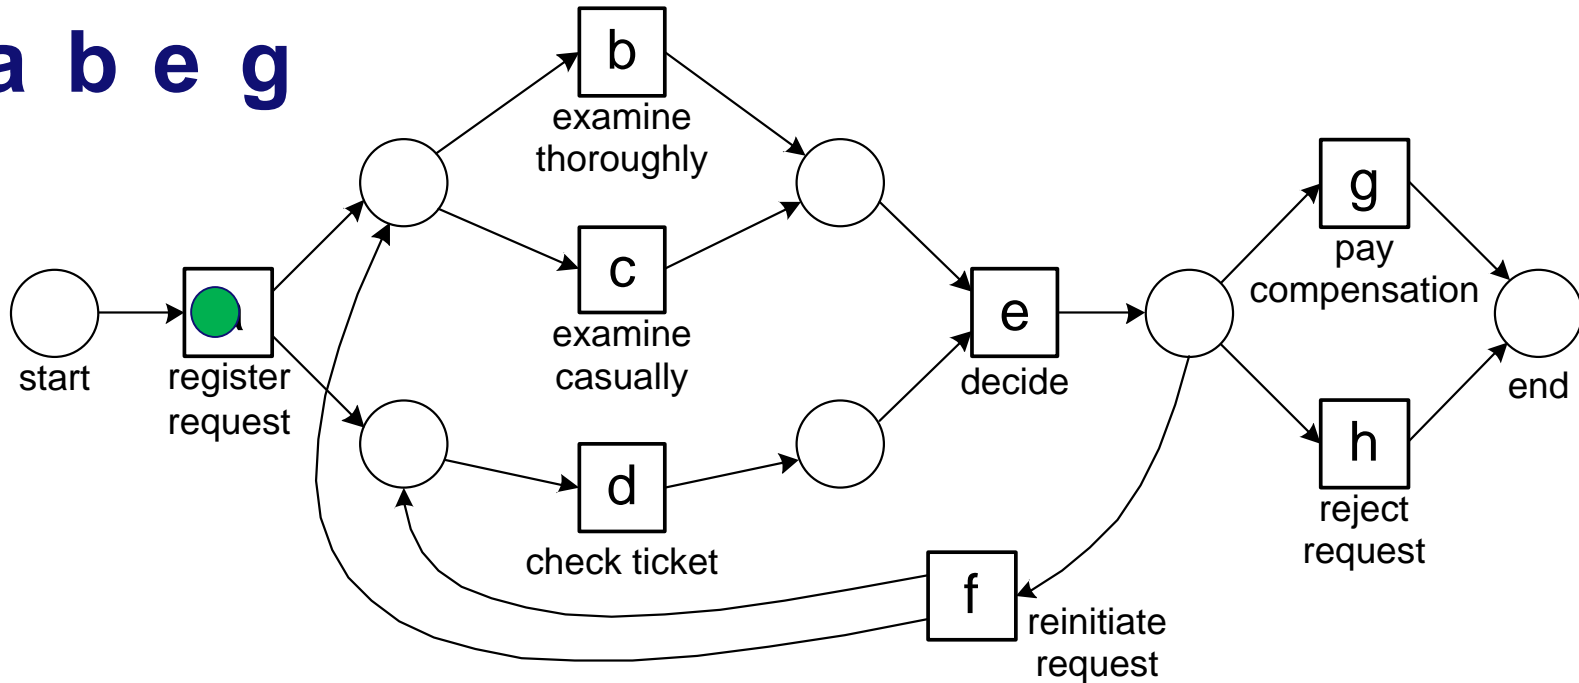 a b e g
b
examine
thoroughly
c
examine
casually
d
check ticket
start
register
request
e
decide
f
reinitiate
request
g
pay
compensation
h
reject
request
end